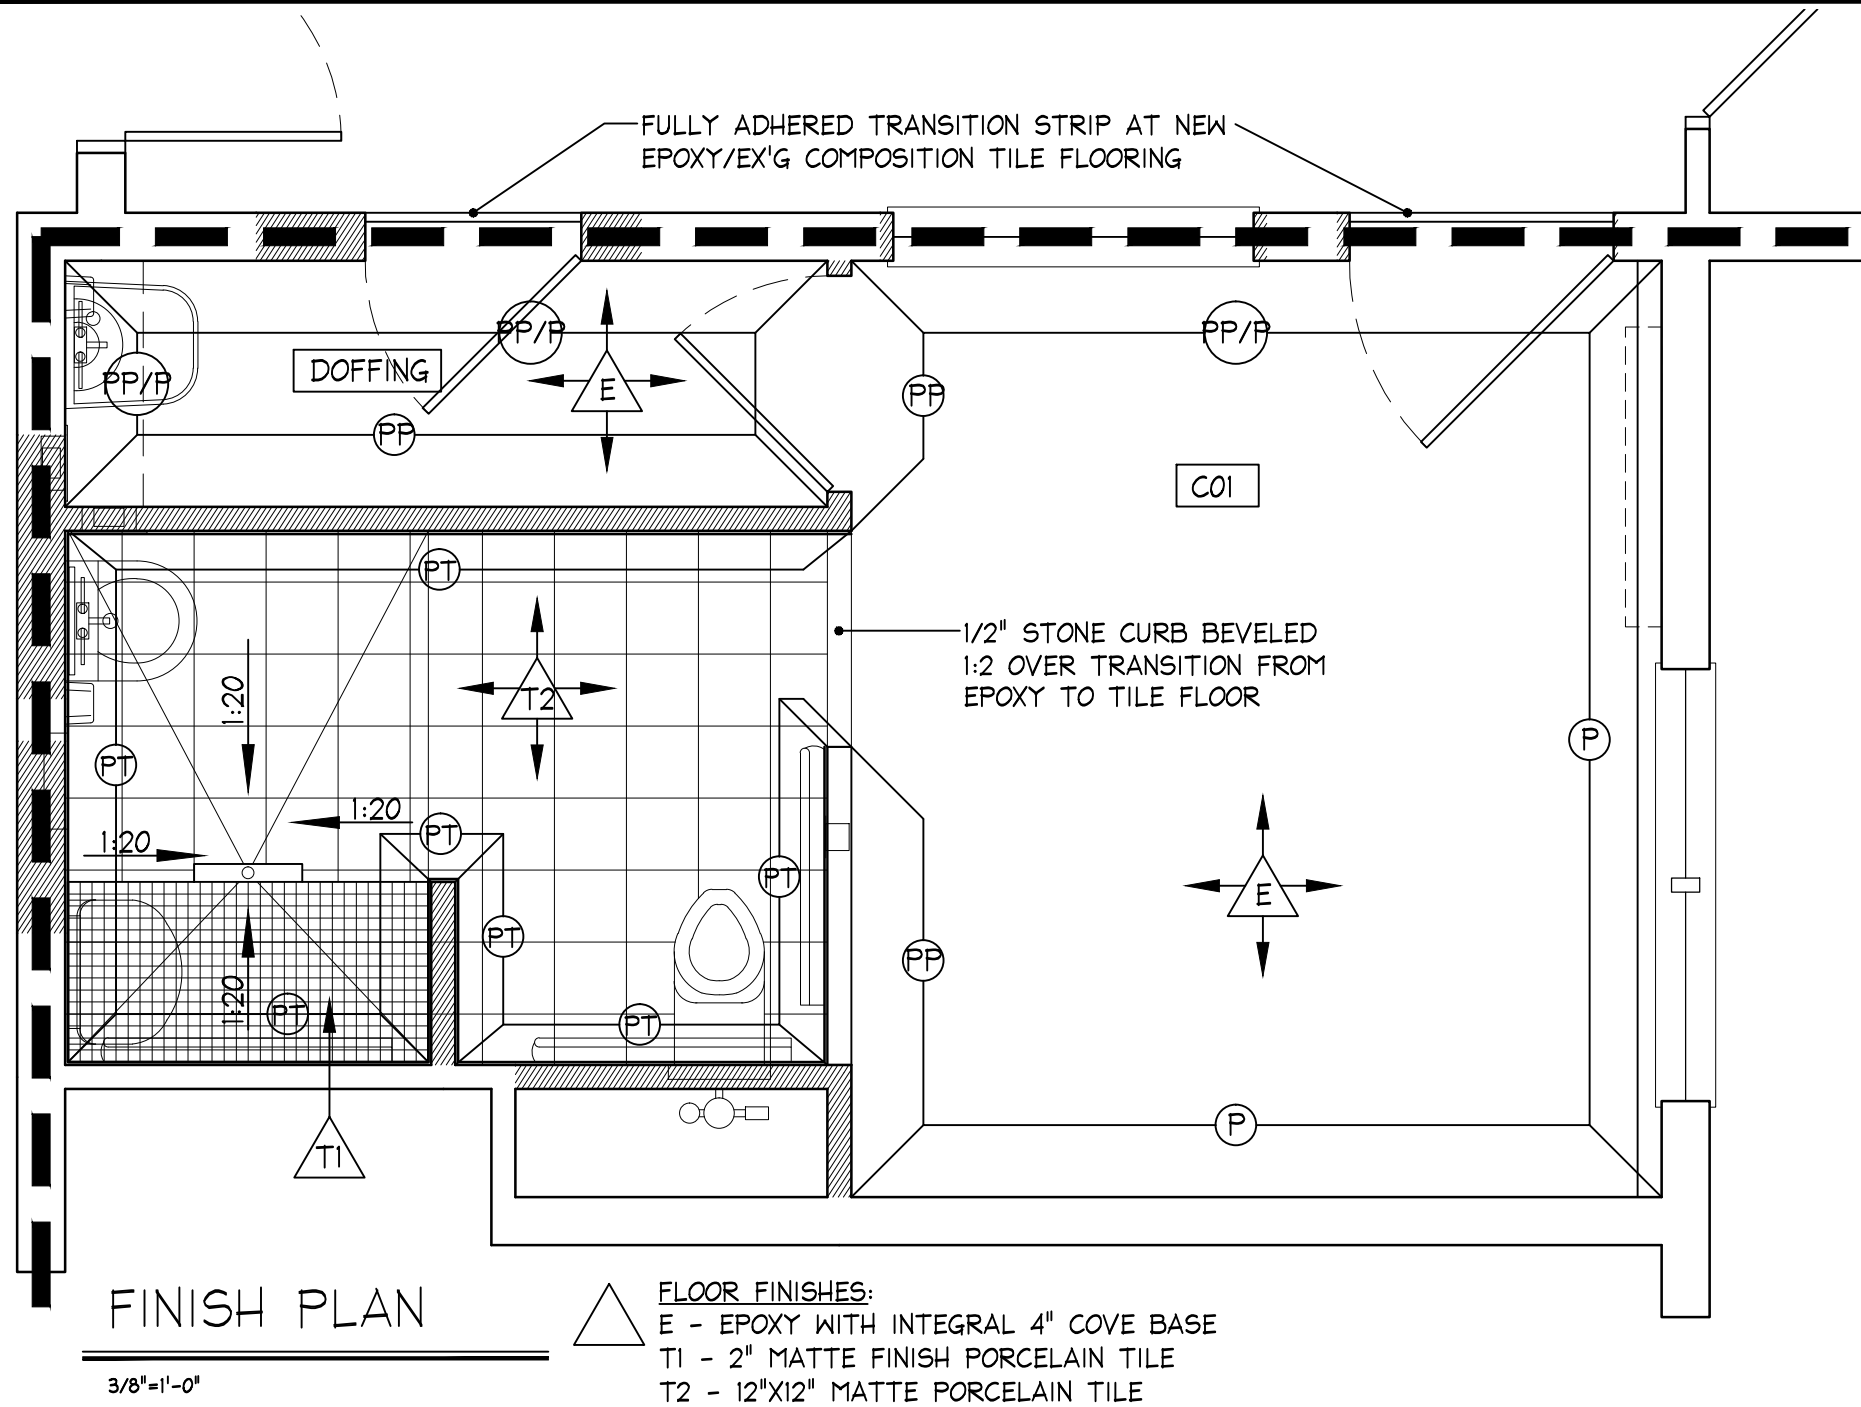 FULLY ADHERED TRANSITION STRIP AT NEW
EPOXY/EX'G COMPOSITION TILE FLOORING
PP/P
PP/P
PP/P
DOFFING
E
PP
PP
C01
PT
1/2" STONE CURB BEVELED
1:2 OVER TRANSITION FROM
EPOXY TO TILE FLOOR
1:20
T2
P
PT
1:20
PT
1:20
PT
E
PT
PP
1:20
PT
PT
P
T1
FINISH PLAN
3/8"=1'-0"
FLOOR FINISHES:
E - EPOXY WITH INTEGRAL 4" COVE BASE
T1 - 2" MATTE FINISH PORCELAIN TILE
T2 - 12"X12" MATTE PORCELAIN TILE